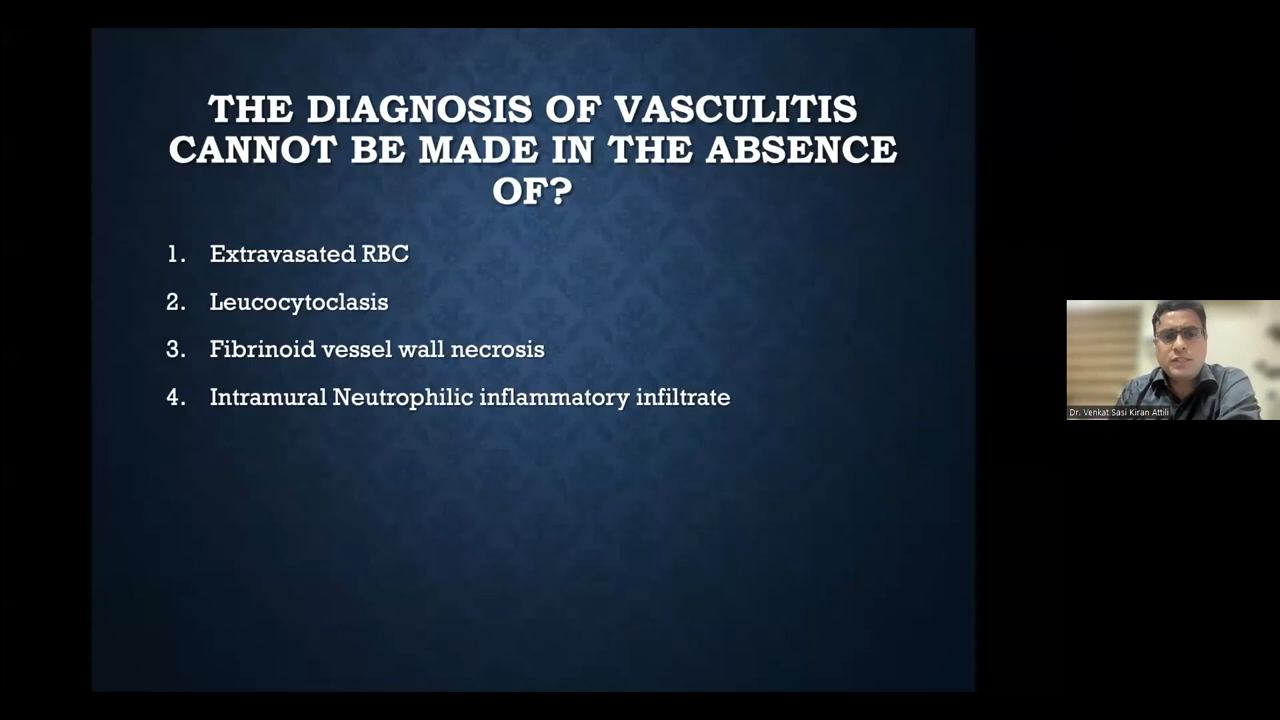 THE DIAGNOSIS OF VASCULITIS
CANNOT BE MADE IN THE ABSENCE
OF?
1. Extravasated RBC
2. Leucocytoclasis
3. Fibrinoid vessel wall necrosis
4. Intramural Neutrophilic inflammatory infiltrate
Dr. Venkat Sasi Kiran Attili